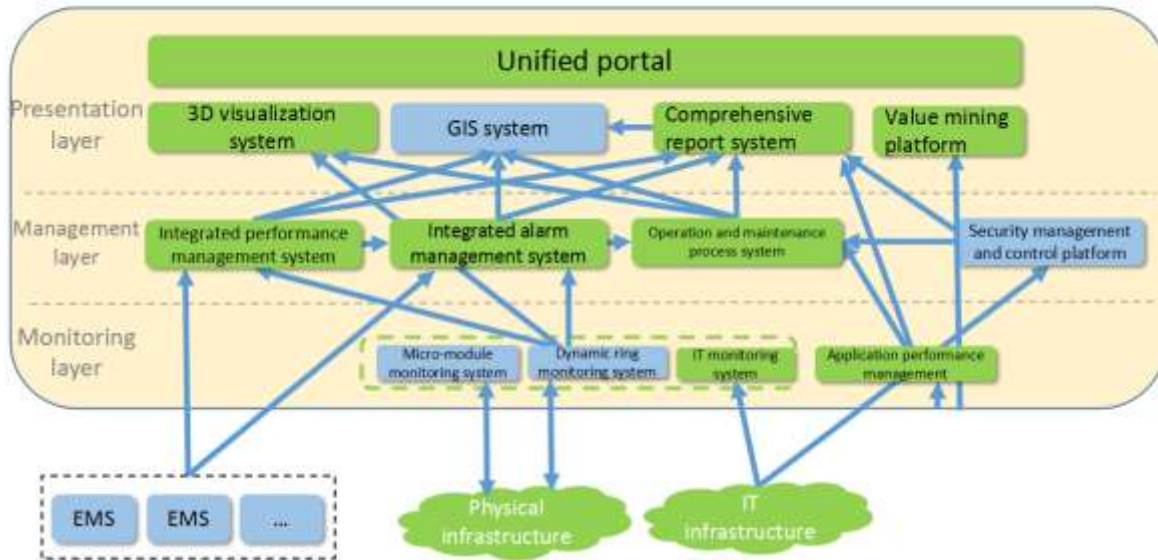 Unified portal
Presentation
layer
3D visualization
system
GIS system
Comprehensive
report system
Value mining
platform
Management
layer
Integrated performance
management system
Integrated alarm
management system
Operation and maintenance
process system
Security management
and control platform
Monitoring
layer
Micro-module
monitoring system
Dynamic ring
monitoring system
IT monitoring
system
Application performance
management
EMS
EMS
...
Physical
infrastructure
IT
infrastructure